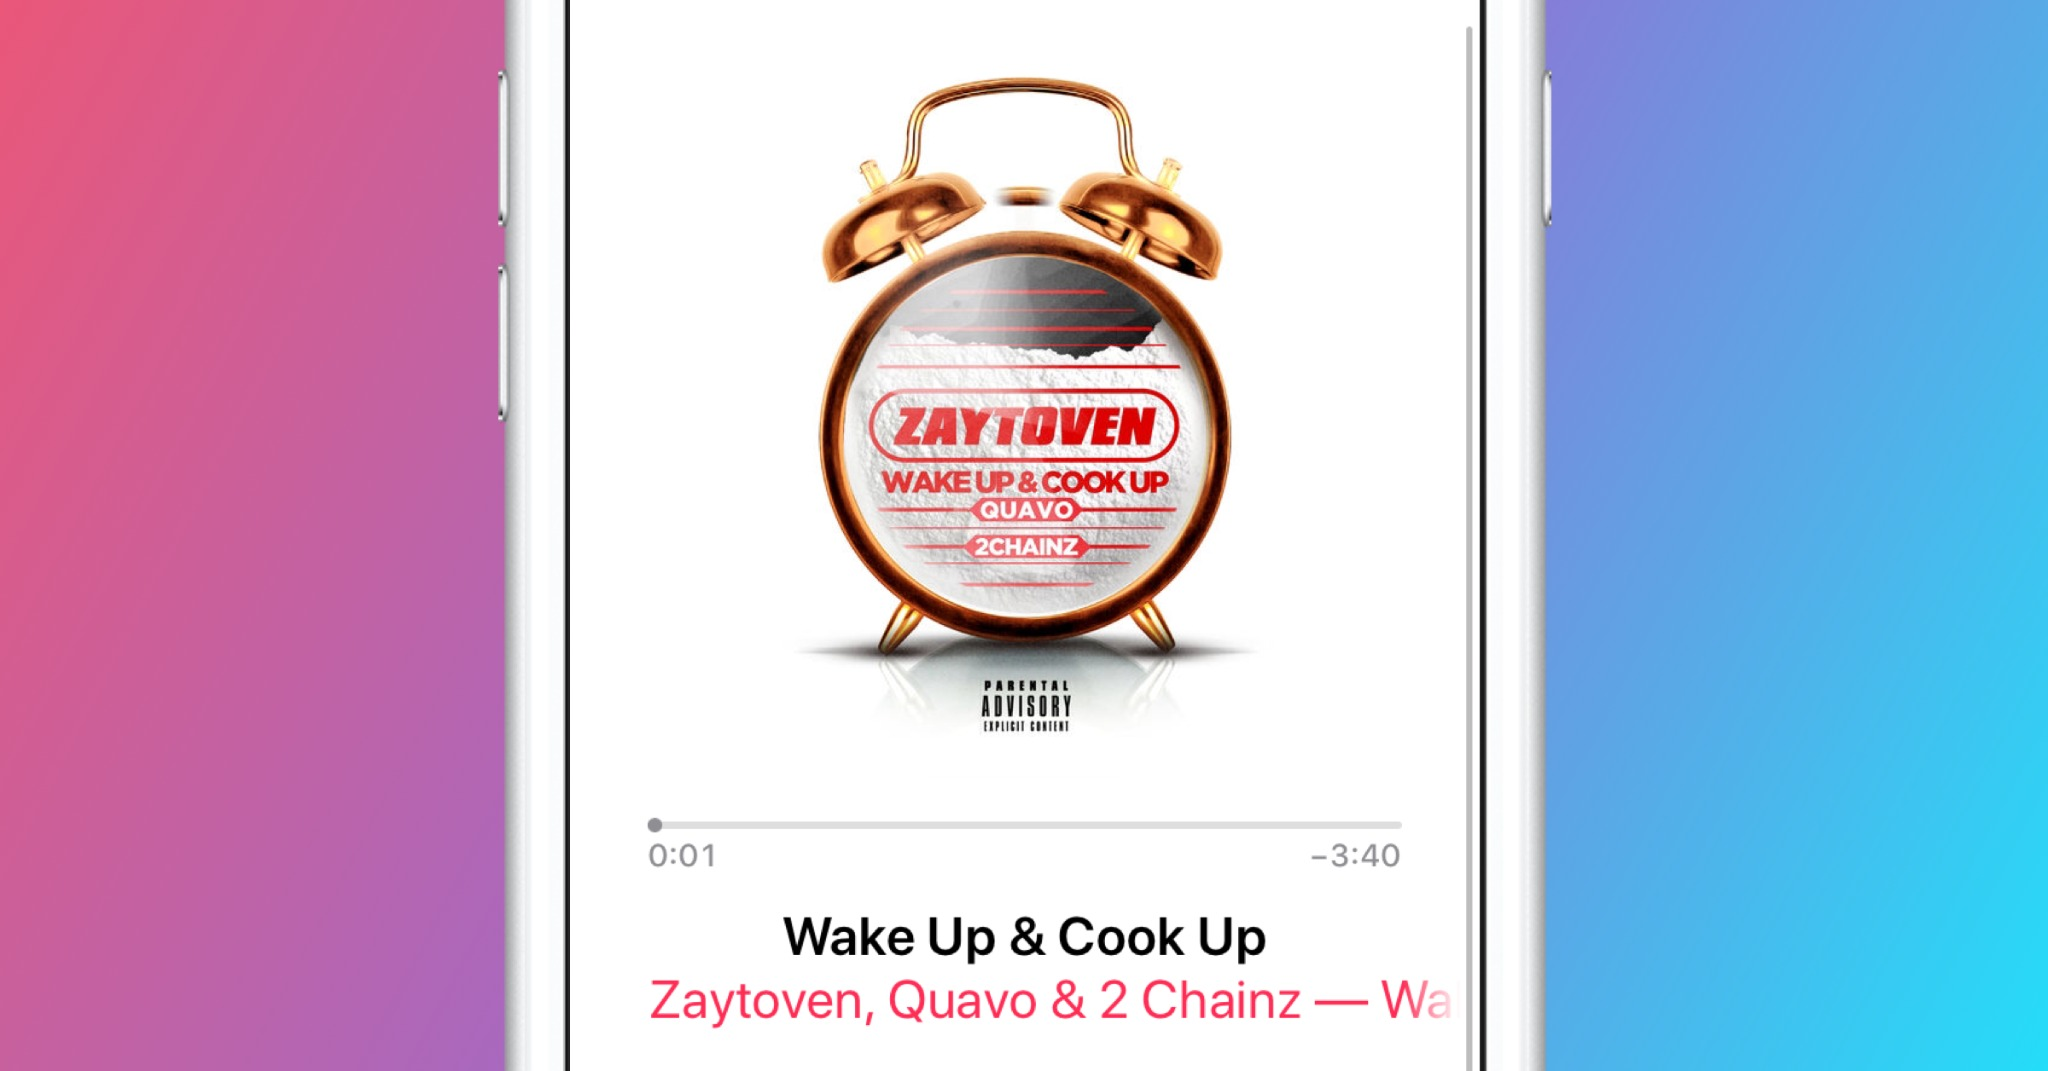 ZAYTOVEN
WAKE UP & COOK UP
QUAVO
2CHAINZ
PARENTAL
ADVISORY
EXPLICIT CONTENT
0:01 −3:40
Wake Up & Cook Up
Zaytoven, Quavo & 2 Chainz — Wa